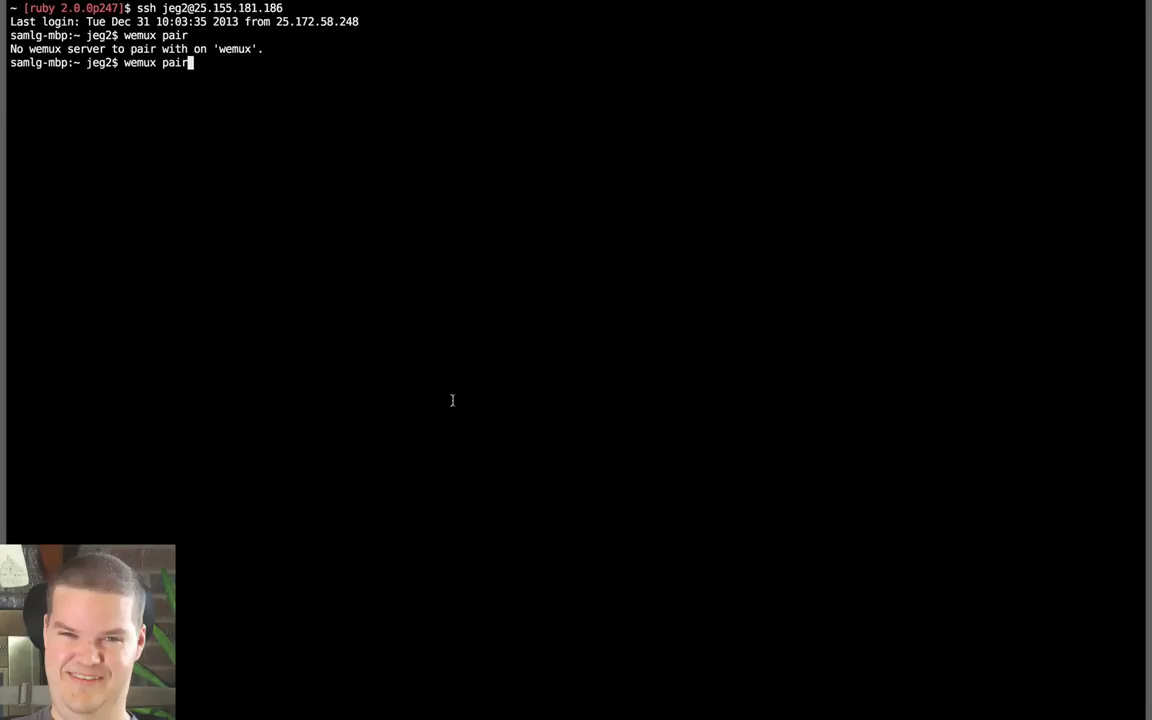 ~ [ruby 2.0.0p247]$ ssh jeg2@25.155.181.186
Last login: Tue Dec 31 10:03:35 2013 from 25.172.58.248
samlg-mbp:~ jeg2$ wemux pair
No wemux server to pair with on 'wemux'.
samlg-mbp:~ jeg2$ wemux pair